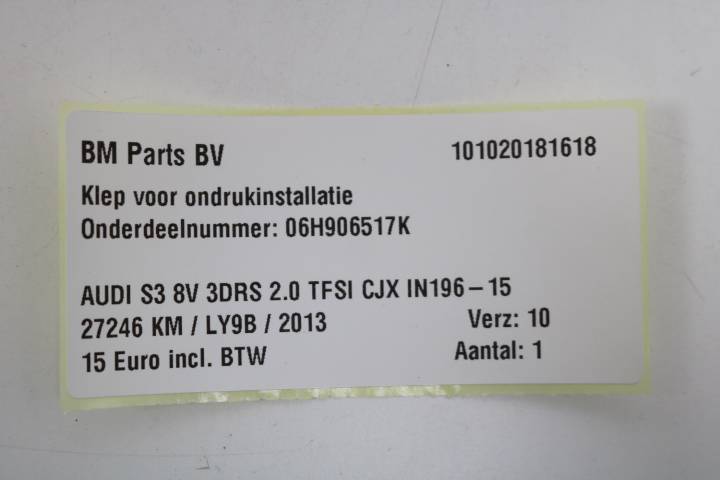 BM Parts BV 101020181618
Klep voor ondrukinstallatie
Onderdeelnummer: 06H906517K
AUDI S3 8V 3DRS 2.0 TFSI CJX IN196-15
27246 KM / LY9B / 2013 Verz: 10
15 Euro incl. BTW Aantal: 1